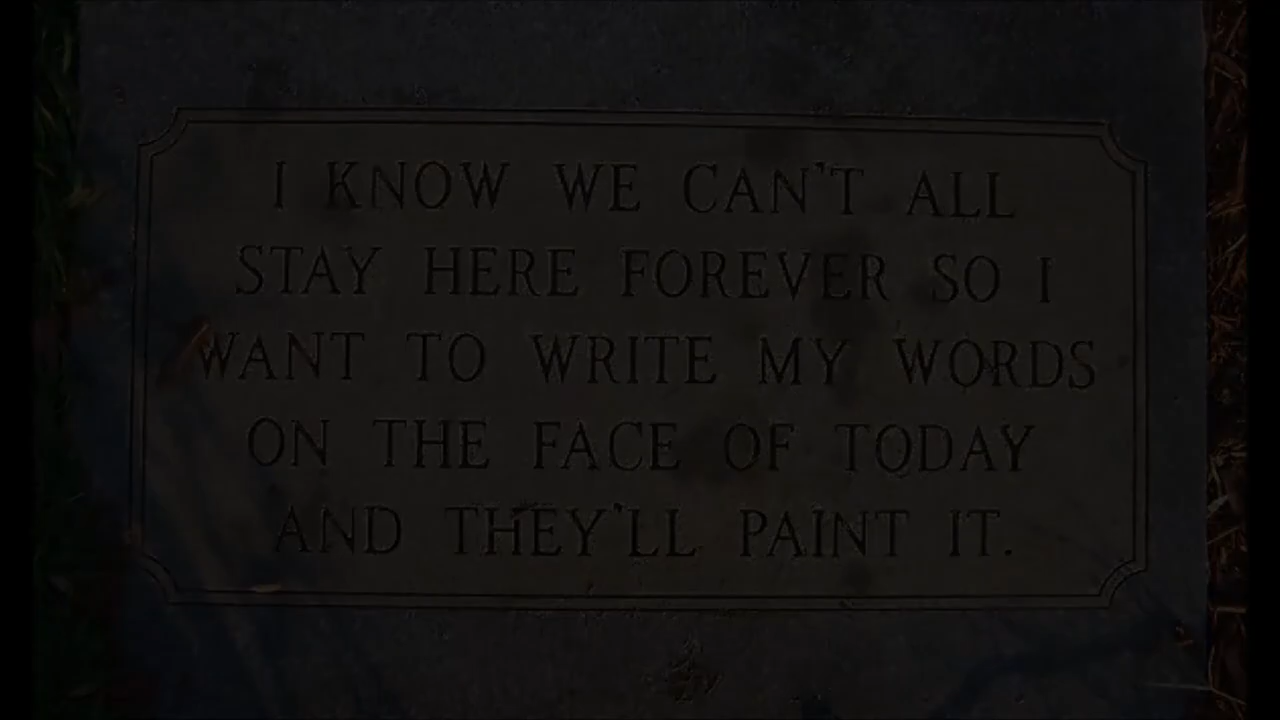 I KNOW WE CAN'T ALL
STAY HERE FOREVER SO I
WANT TO WRITE MY WORDS
ON THE FACE OF TODAY
AND THEY'LL PAINT IT.